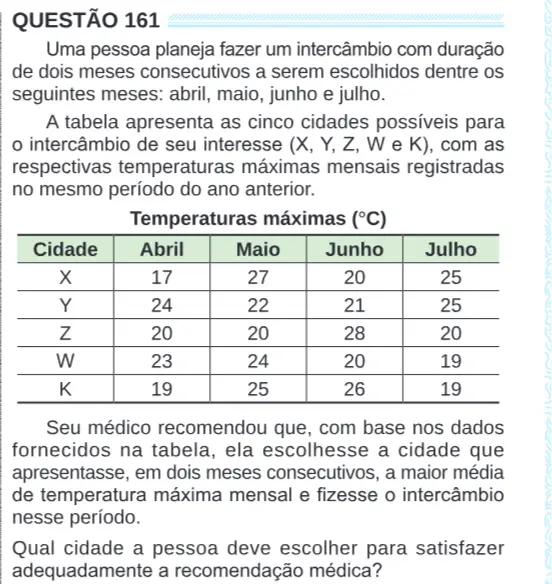 QUESTÃO 161
Uma pessoa planeja fazer um intercâmbio com duração
de dois meses consecutivos a serem escolhidos dentre os
seguintes meses: abril, maio, junho e julho.
A tabela apresenta as cinco cidades possíveis para
o intercâmbio de seu interesse (X, Y, Z, W e K), com as
respectivas temperaturas máximas mensais registradas
no mesmo período do ano anterior.
Temperaturas máximas (°C)
Cidade Abril Maio Junho Julho
X 17 27 20 25
Y 24 22 21 25
Z 20 20 28 20
W 23 24 20 19
K 19 25 26 19
Seu médico recomendou que, com base nos dados
fornecidos na tabela, ela escolhesse a cidade que
apresentasse, em dois meses consecutivos, a maior média
de temperatura máxima mensal e fizesse o intercâmbio
nesse período.
Qual cidade a pessoa deve escolher para satisfazer
adequadamente a recomendação médica?